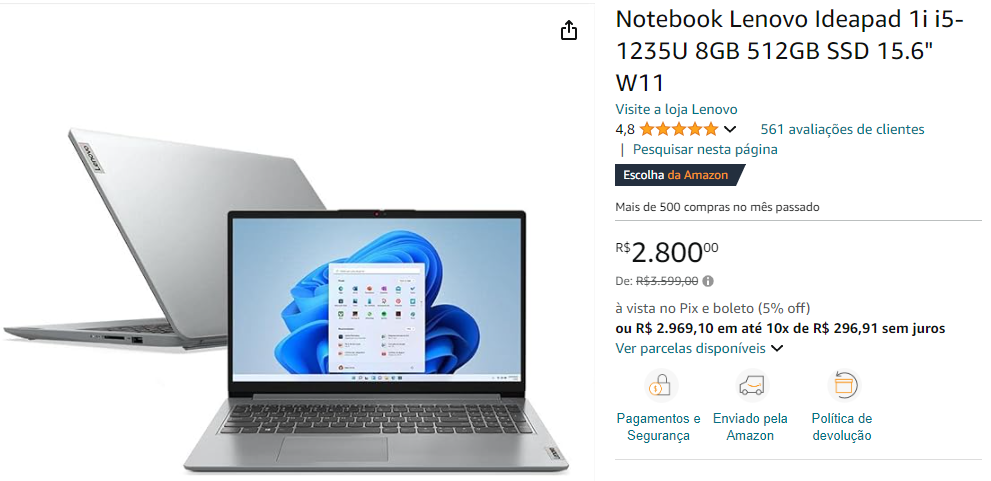 Notebook Lenovo Ideapad 1i i5-
1235U 8GB 512GB SSD 15.6"
W11
Visite a loja Lenovo
4,8
561 avaliações de clientes
| Pesquisar nesta página
Escolha da Amazon
Mais de 500 compras no mês passado
R$2.80000
De: R$3.599,00
à vista no Pix e boleto (5% off)
ou R$ 2.969,10 em até 10x de R$ 296,91 sem juros
Ver parcelas disponíveis
Pagamentos e
Segurança
Enviado pela
Amazon
Política de
devolução
Lenovo
Lenovo